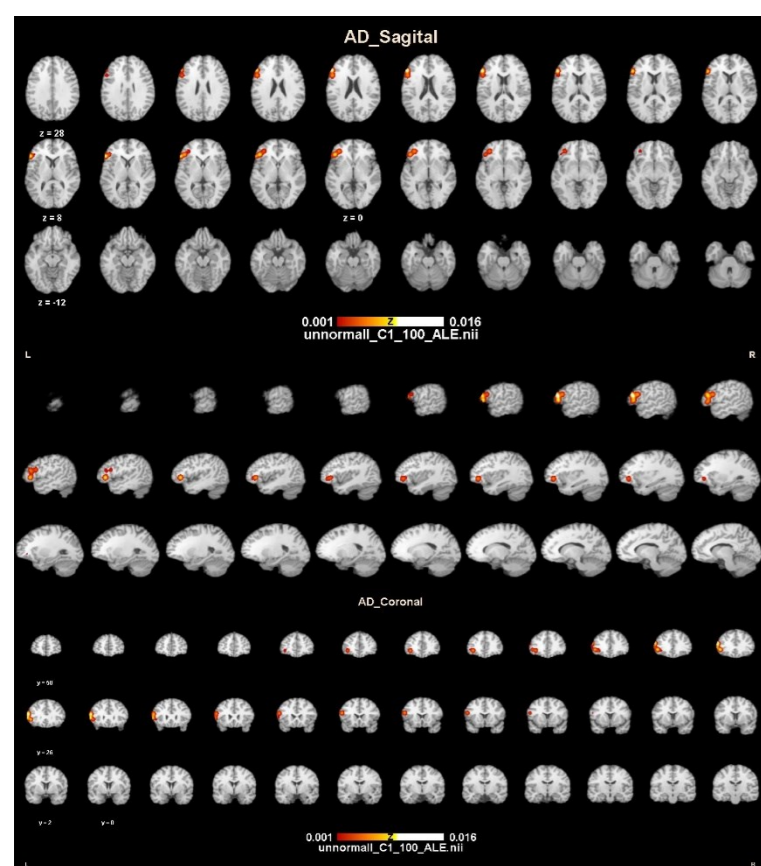 AD_Sagital
z = 28
z = 8 z = 0
z = -12
0.001 Z 0.016
unnormall_C1_100_ALE.nii
L R
AD_Coronal
y = 26
y = 2 y = 0
0.001 Z 0.016
unnormall_C1_100_ALE.nii